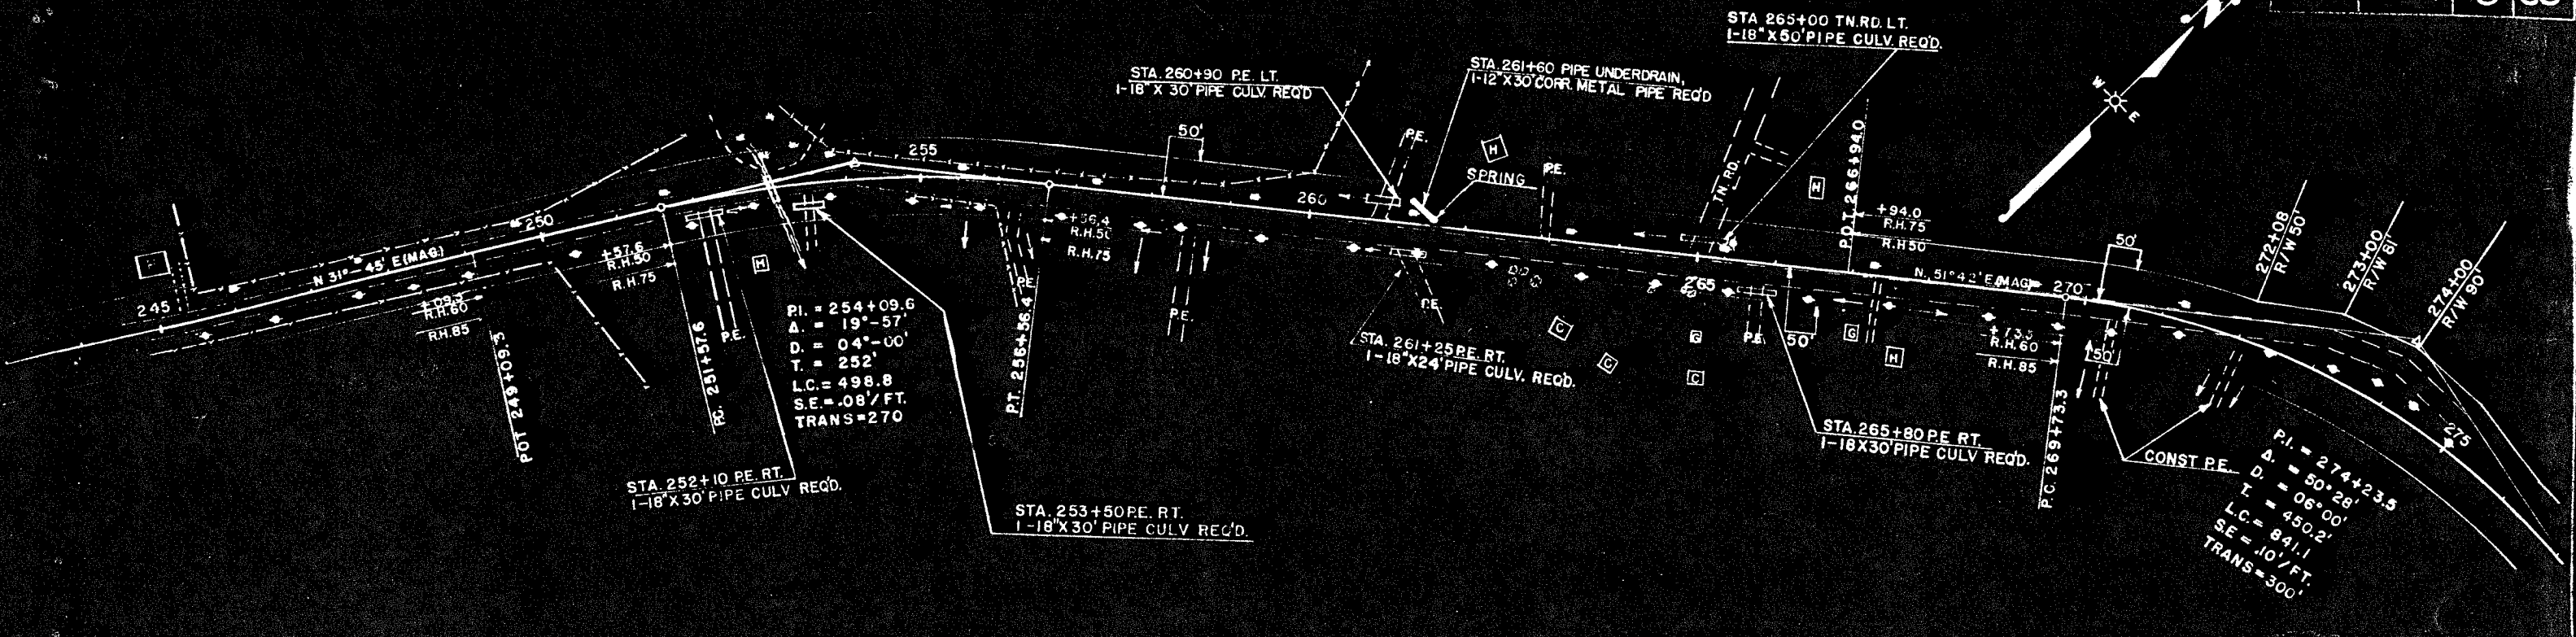 STA 265+00 TN.RD. LT.
1-18"X50' PIPE CULV. REQ'D.
STA. 260+90 P.E. LT.
1-18"X 30' PIPE CULV. REQ'D
STA. 261+60 PIPE UNDERDRAIN,
1-12"X30' CORR. METAL PIPE REQ'D
50'
255
P.E.
H
P.E.
SPRING
TN. RD.
H
POT 266+94.0
W
E
250
260
+94.0
R.H.75
R.H.50
50'
272+08
R/W 50'
273+00
R/W 61'
274+00
R/W 90'
N 31°-45' E (MAG.)
245
+09.3
R.H.60
R.H.85
+57.6
R.H.50
R.H.75
H
+56.4
R.H.50
R.H.75
P.E.
P.E.
P.E.
P.E.
265
N. 51°42' E (MAG)
270
POT 249+09.3
P.C. 251+57.6
P.I. = 254+09.6
Δ. = 19°-57'
D. = 04°-00'
T. = 252'
L.C. = 498.8
S.E. = .08'/FT.
TRANS = 270
P.T. 256+56.4
STA. 261+25 P.E. RT.
1-18"X24' PIPE CULV. REQ'D.
G
G
G
C
P.E.
50'
G
H
+73.3
R.H.60
R.H.85
50'
P.C. 269+73.3
275
STA. 252+10 P.E. RT.
1-18"X 30' PIPE CULV REQ'D.
STA. 253+50 P.E. RT.
1-18"X 30' PIPE CULV REQ'D.
STA. 265+80 P.E RT.
1-18X30' PIPE CULV REQ'D.
CONST P.E.
P.I. = 274+23.5
Δ. = 50°28'
D. = 06°00'
T. = 450.2'
L.C. = 841.1
S.E = .10'/FT.
TRANS = 300'